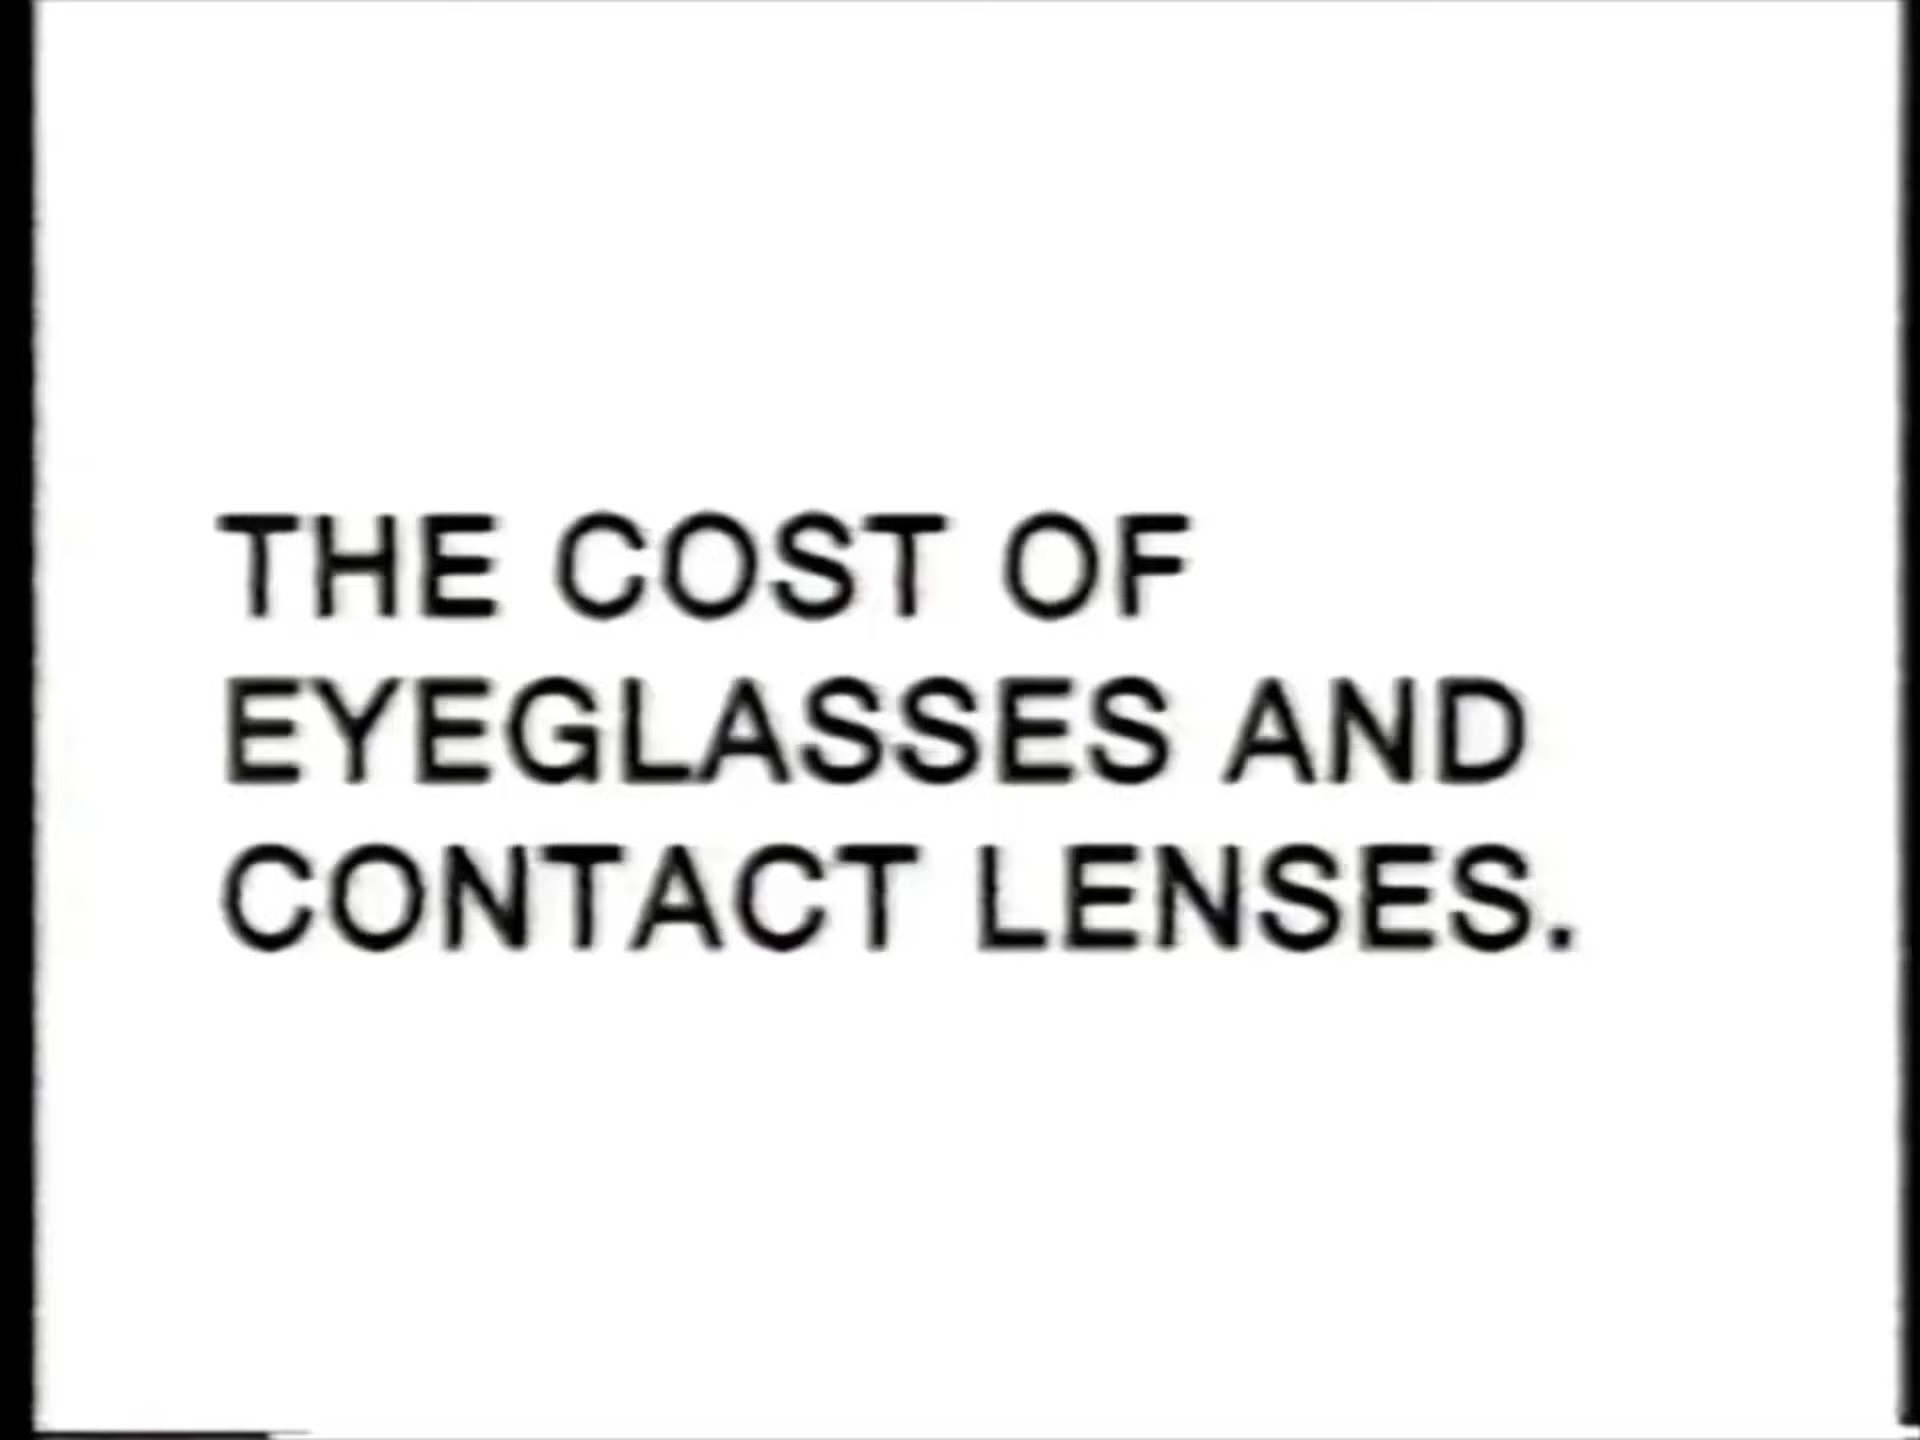 THE COST OF
EYEGLASSES AND
CONTACT LENSES.